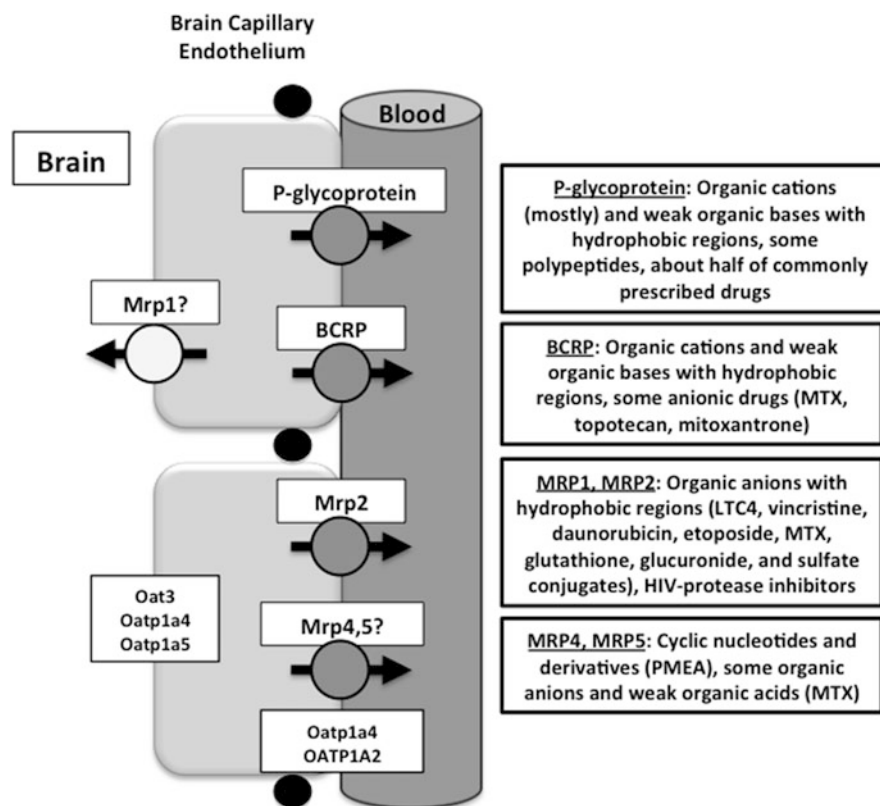 Brain Capillary
Endothelium
Blood
Brain
P-glycoprotein
Mrp1?
BCRP
Mrp2
Oat3
Oatp1a4
Oatp1a5
Mrp4,5?
Oatp1a4
OATP1A2
P-glycoprotein: Organic cations
(mostly) and weak organic bases with
hydrophobic regions, some
polypeptides, about half of commonly
prescribed drugs
BCRP: Organic cations and weak
organic bases with hydrophobic
regions, some anionic drugs (MTX,
topotecan, mitoxantrone)
MRP1, MRP2: Organic anions with
hydrophobic regions (LTC4, vincristine,
daunorubicin, etoposide, MTX,
glutathione, glucuronide, and sulfate
conjugates), HIV-protease inhibitors
MRP4, MRP5: Cyclic nucleotides and
derivatives (PMEA), some organic
anions and weak organic acids (MTX)